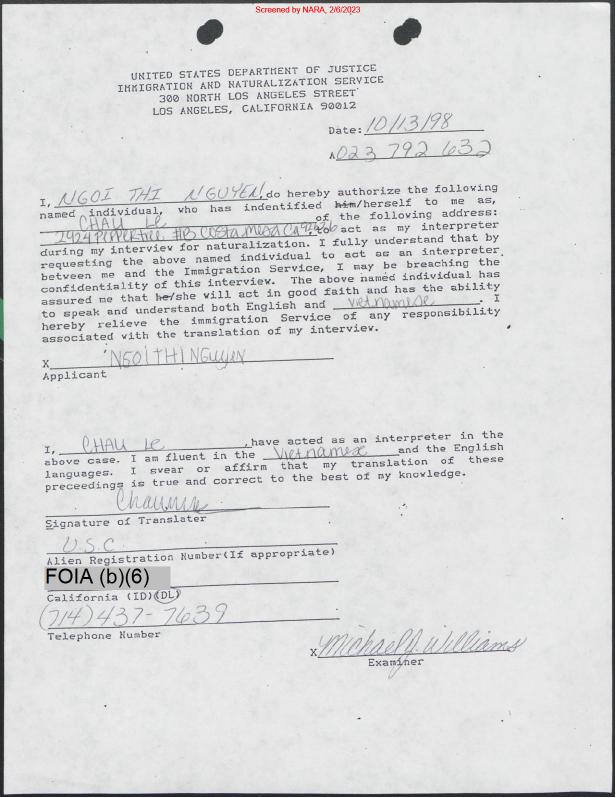 Screened by NARA, 2/6/2023
UNITED STATES DEPARTMENT OF JUSTICE
IMMIGRATION AND NATURALIZATION SERVICE
300 NORTH LOS ANGELES STREET
LOS ANGELES, CALIFORNIA 90012
Date: 10/13/98
A023 792 632
I, NGOI THI NGUYEN, do hereby authorize the following
named individual, who has indentified him/herself to me as,
CHAU Le of the following address:
1924 Peppertree #B Costa Mesa Ca 92626, to act as my interpreter
during my interview for naturalization. I fully understand that by
requesting the above named individual to act as an interpreter
between me and the Immigration Service, I may be breaching the
confidentiality of this interview. The above named individual has
assured me that he/she will act in good faith and has the ability
to speak and understand both English and Vietnamese. I
hereby relieve the immigration Service of any responsibility
associated with the translation of my interview.
X NGOI THI NGUYEN
Applicant
I, CHAU Le, have acted as an interpreter in the
above case. I am fluent in the Vietnamese and the English
languages. I swear or affirm that my translation of these
preceedings is true and correct to the best of my knowledge.
Signature of Translater
U.S.C.
Alien Registration Number(If appropriate)
FOIA (b)(6)
California (ID)(DL)
(714) 437-7639
Telephone Number
X Michael J. Williams
Examiner